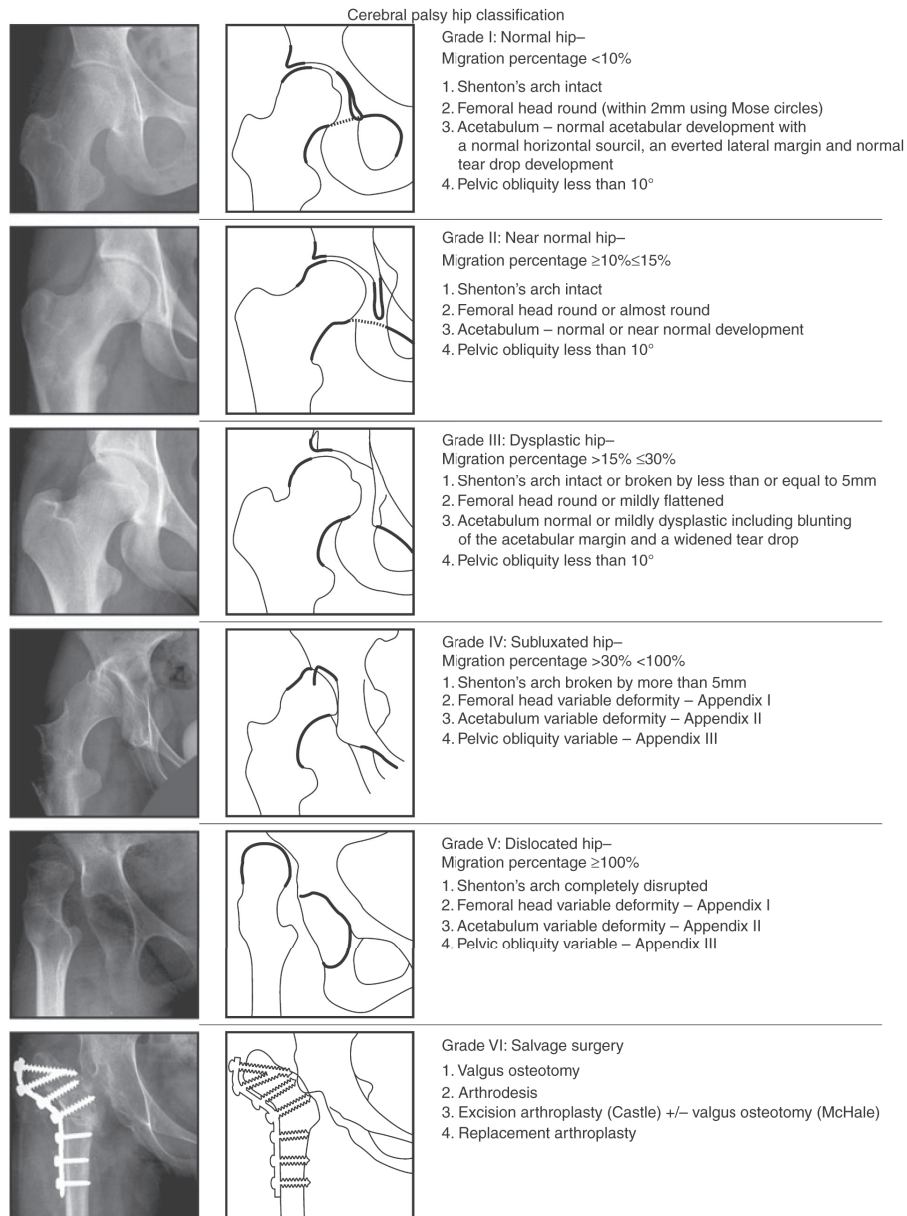 Cerebral palsy hip classification
Grade I: Normal hip–
Migration percentage <10%
1. Shenton's arch intact
2. Femoral head round (within 2mm using Mose circles)
3. Acetabulum – normal acetabular development with
a normal horizontal sourcil, an everted lateral margin and normal
tear drop development
4. Pelvic obliquity less than 10°
Grade II: Near normal hip–
Migration percentage ≥10%≤15%
1. Shenton's arch intact
2. Femoral head round or almost round
3. Acetabulum – normal or near normal development
4. Pelvic obliquity less than 10°
Grade III: Dysplastic hip–
Migration percentage >15% ≤30%
1. Shenton's arch intact or broken by less than or equal to 5mm
2. Femoral head round or mildly flattened
3. Acetabulum normal or mildly dysplastic including blunting
of the acetabular margin and a widened tear drop
4. Pelvic obliquity less than 10°
Grade IV: Subluxated hip–
Migration percentage >30% <100%
1. Shenton's arch broken by more than 5mm
2. Femoral head variable deformity – Appendix I
3. Acetabulum variable deformity – Appendix II
4. Pelvic obliquity variable – Appendix III
Grade V: Dislocated hip–
Migration percentage ≥100%
1. Shenton's arch completely disrupted
2. Femoral head variable deformity – Appendix I
3. Acetabulum variable deformity – Appendix II
4. Pelvic obliquity variable – Appendix III
Grade VI: Salvage surgery
1. Valgus osteotomy
2. Arthrodesis
3. Excision arthroplasty (Castle) +/– valgus osteotomy (McHale)
4. Replacement arthroplasty